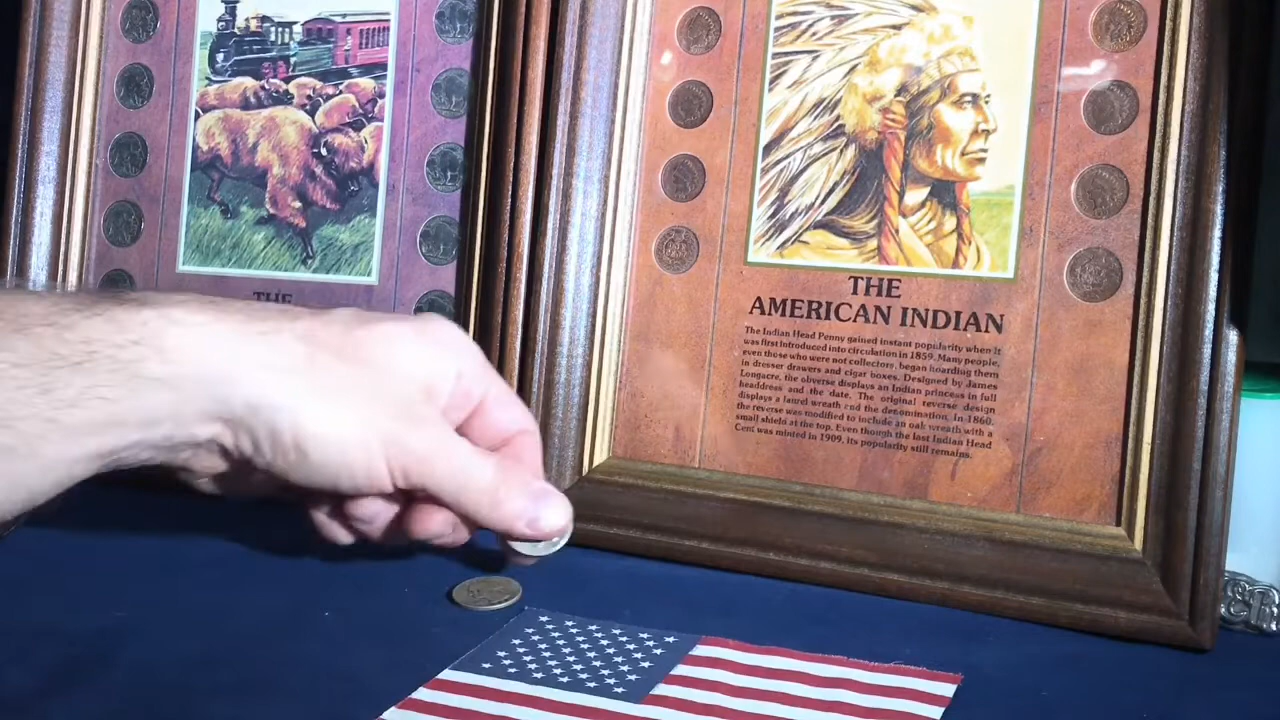 THE
THE
AMERICAN INDIAN
The Indian Head Penny gained instant popularity when it
was first introduced into circulation in 1859. Many people,
even those who were not collectors, began hoarding them
in dresser drawers and cigar boxes. Designed by James
Longacre, the obverse displays an Indian princess in full
headdress and the date. The original reverse design
displays a laurel wreath and the denomination. In 1860,
the reverse was modified to include an oak wreath with a
small shield at the top. Even though the last Indian Head
Cent was minted in 1909, its popularity still remains.